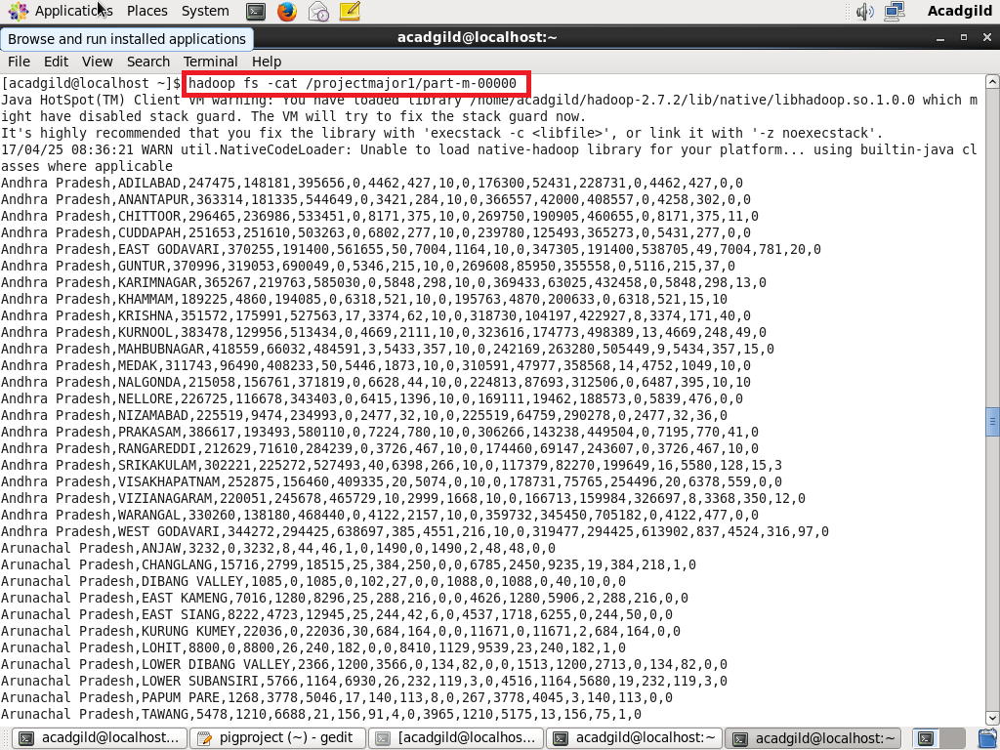 Applications Places System Acadgild
Browse and run installed applications
acadgild@localhost:~
File Edit View Search Terminal Help
[acadgild@localhost ~]$ hadoop fs -cat /projectmajor1/part-m-00000
Java HotSpot(TM) Client VM warning: You have loaded library /home/acadgild/hadoop-2.7.2/lib/native/libhadoop.so.1.0.0 which m
ight have disabled stack guard. The VM will try to fix the stack guard now.
It's highly recommended that you fix the library with 'execstack -c <libfile>', or link it with '-z noexecstack'.
17/04/25 08:36:21 WARN util.NativeCodeLoader: Unable to load native-hadoop library for your platform... using builtin-java cl
asses where applicable
Andhra Pradesh,ADILABAD,247475,148181,395656,0,4462,427,10,0,176300,52431,228731,0,4462,427,0,0
Andhra Pradesh,ANANTAPUR,363314,181335,544649,0,3421,284,10,0,366557,42000,408557,0,4258,302,0,0
Andhra Pradesh,CHITTOOR,296465,236986,533451,0,8171,375,10,0,269750,190905,460655,0,8171,375,11,0
Andhra Pradesh,CUDDAPAH,251653,251610,503263,0,6802,277,10,0,239780,125493,365273,0,5431,277,0,0
Andhra Pradesh,EAST GODAVARI,370255,191400,561655,50,7004,1164,10,0,347305,191400,538705,49,7004,781,20,0
Andhra Pradesh,GUNTUR,370996,319053,690049,0,5346,215,10,0,269608,85950,355558,0,5116,215,37,0
Andhra Pradesh,KARIMNAGAR,365267,219763,585030,0,5848,298,10,0,369433,63025,432458,0,5848,298,13,0
Andhra Pradesh,KHAMMAM,189225,4860,194085,0,6318,521,10,0,195763,4870,200633,0,6318,521,15,10
Andhra Pradesh,KRISHNA,351572,175991,527563,17,3374,62,10,0,318730,104197,422927,8,3374,171,40,0
Andhra Pradesh,KURNOOL,383478,129956,513434,0,4669,2111,10,0,323616,174773,498389,13,4669,248,49,0
Andhra Pradesh,MAHBUBNAGAR,418559,66032,484591,3,5433,357,10,0,242169,263280,505449,9,5434,357,15,0
Andhra Pradesh,MEDAK,311743,96490,408233,50,5446,1873,10,0,310591,47977,358568,14,4752,1049,10,0
Andhra Pradesh,NALGONDA,215058,156761,371819,0,6628,44,10,0,224813,87693,312506,0,6487,395,10,10
Andhra Pradesh,NELLORE,226725,116678,343403,0,6415,1396,10,0,169111,19462,188573,0,5839,476,0,0
Andhra Pradesh,NIZAMABAD,225519,9474,234993,0,2477,32,10,0,225519,64759,290278,0,2477,32,36,0
Andhra Pradesh,PRAKASAM,386617,193493,580110,0,7224,780,10,0,306266,143238,449504,0,7195,770,41,0
Andhra Pradesh,RANGAREDDI,212629,71610,284239,0,3726,467,10,0,174460,69147,243607,0,3726,467,10,0
Andhra Pradesh,SRIKAKULAM,302221,225272,527493,40,6398,266,10,0,117379,82270,199649,16,5580,128,15,3
Andhra Pradesh,VISAKHAPATNAM,252875,156460,409335,20,5074,0,10,0,178731,75765,254496,20,6378,559,0,0
Andhra Pradesh,VIZIANAGARAM,220051,245678,465729,10,2999,1668,10,0,166713,159984,326697,8,3368,350,12,0
Andhra Pradesh,WARANGAL,330260,138180,468440,0,4122,2157,10,0,359732,345450,705182,0,4122,477,0,0
Andhra Pradesh,WEST GODAVARI,344272,294425,638697,385,4551,216,10,0,319477,294425,613902,837,4524,316,97,0
Arunachal Pradesh,ANJAW,3232,0,3232,8,44,46,1,0,1490,0,1490,2,48,48,0,0
Arunachal Pradesh,CHANGLANG,15716,2799,18515,25,384,250,0,0,6785,2450,9235,19,384,218,1,0
Arunachal Pradesh,DIBANG VALLEY,1085,0,1085,0,102,27,0,0,1088,0,1088,0,40,10,0,0
Arunachal Pradesh,EAST KAMENG,7016,1280,8296,25,288,216,0,0,4626,1280,5906,2,288,216,0,0
Arunachal Pradesh,EAST SIANG,8222,4723,12945,25,244,42,6,0,4537,1718,6255,0,244,50,0,0
Arunachal Pradesh,KURUNG KUMEY,22036,0,22036,30,684,164,0,0,11671,0,11671,2,684,164,0,0
Arunachal Pradesh,LOHIT,8800,0,8800,26,240,182,0,0,8410,1129,9539,23,240,182,1,0
Arunachal Pradesh,LOWER DIBANG VALLEY,2366,1200,3566,0,134,82,0,0,1513,1200,2713,0,134,82,0,0
Arunachal Pradesh,LOWER SUBANSIRI,5766,1164,6930,26,232,119,3,0,4516,1164,5680,19,232,119,3,0
Arunachal Pradesh,PAPUM PARE,1268,3778,5046,17,140,113,8,0,267,3778,4045,3,140,113,0,0
Arunachal Pradesh,TAWANG,5478,1210,6688,21,156,91,4,0,3965,1210,5175,13,156,75,1,0
acadgild@localhost... pigproject (~) - gedit [acadgild@localhos... acadgild@localhost:~ acadgild@localhost:~